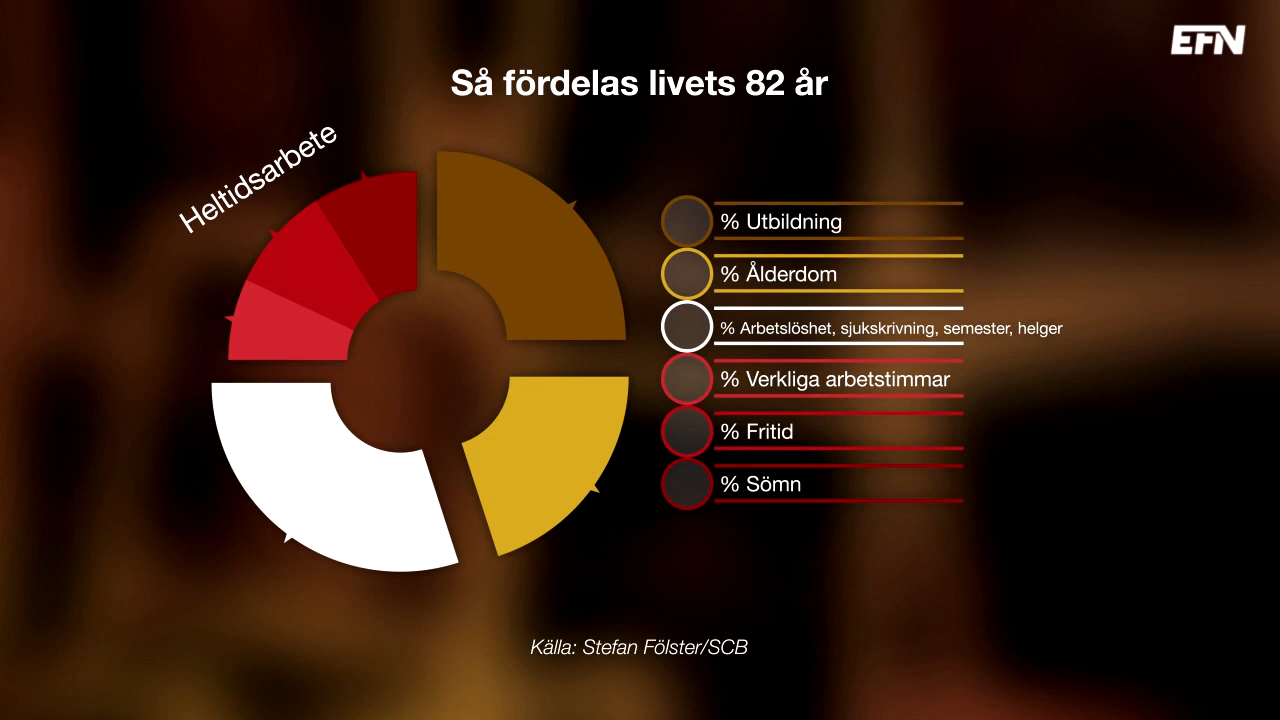 EFN
Så fördelas livets 82 år
Heltidsarbete
% Utbildning
% Ålderdom
% Arbetslöshet, sjukskrivning, semester, helger
% Verkliga arbetstimmar
% Fritid
% Sömn
Källa: Stefan Fölster/SCB